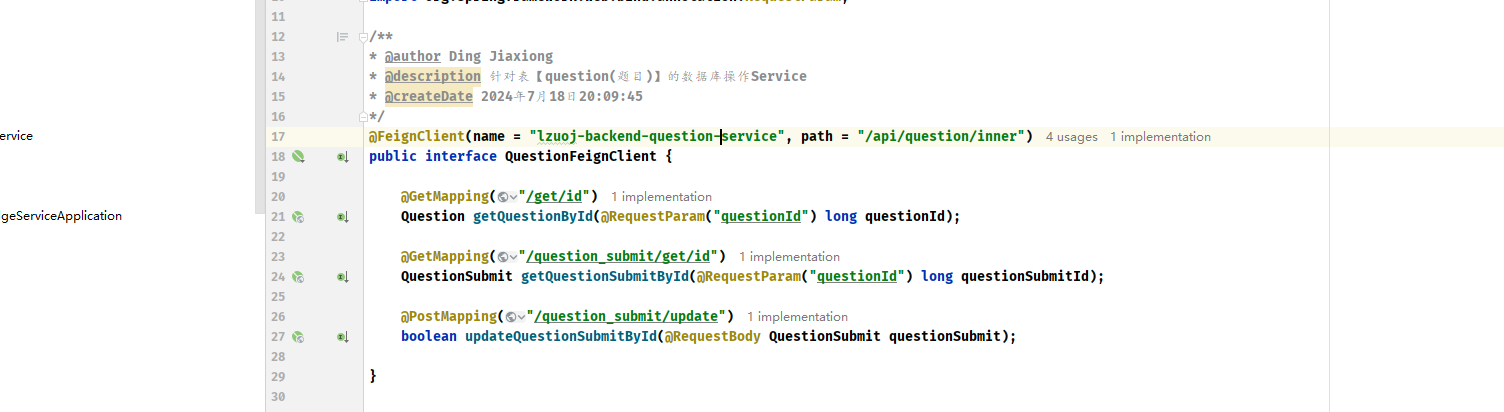 11
12 /**
13 * @author Ding Jiaxiong
14 * @description 针对表【question(题目)】的数据库操作Service
15 * @createDate 2024年7月18日20:09:45
16 */
ervice
17 @FeignClient(name = "lzuoj-backend-question-service", path = "/api/question/inner") 4 usages 1 implementation
18 public interface QuestionFeignClient {
19
20 @GetMapping("/get/id") 1 implementation
geServiceApplication
21 Question getQuestionById(@RequestParam("questionId") long questionId);
22
23 @GetMapping("/question_submit/get/id") 1 implementation
24 QuestionSubmit getQuestionSubmitById(@RequestParam("questionId") long questionSubmitId);
25
26 @PostMapping("/question_submit/update") 1 implementation
27 boolean updateQuestionSubmitById(@RequestBody QuestionSubmit questionSubmit);
28
29 }
30